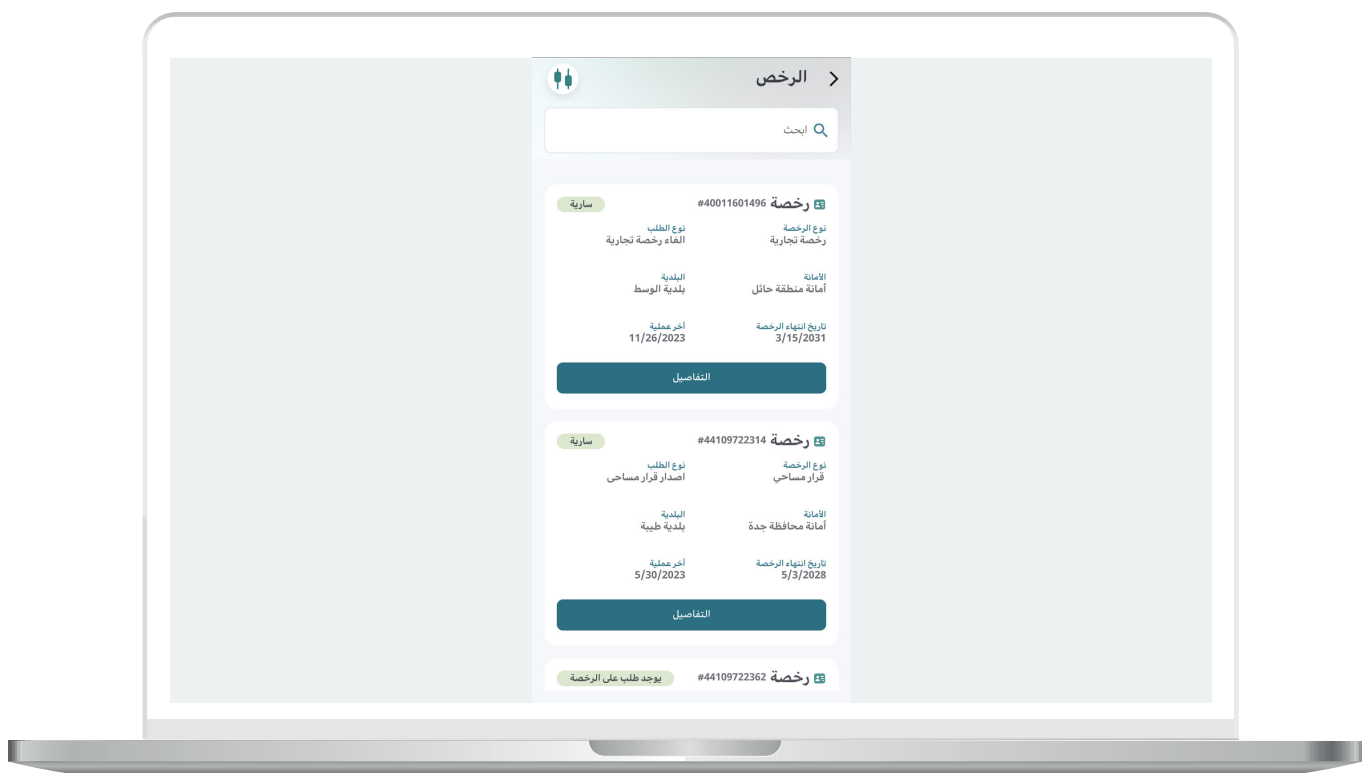 الرخص
ابحث
رخصة 40011601496# سارية
نوع الرخصة نوع الطلب
رخصة تجارية الغاء رخصة تجارية
الأمانة البلدية
أمانة منطقة حائل بلدية الوسط
تاريخ انتهاء الرخصة أخر عملية
3/15/2031 11/26/2023
التفاصيل
رخصة 44109722314# سارية
نوع الرخصة نوع الطلب
قرار مساحي اصدار قرار مساحى
الأمانة البلدية
أمانة محافظة جدة بلدية طيبة
تاريخ انتهاء الرخصة أخر عملية
5/3/2028 5/30/2023
التفاصيل
رخصة 44109722362# يوجد طلب على الرخصة